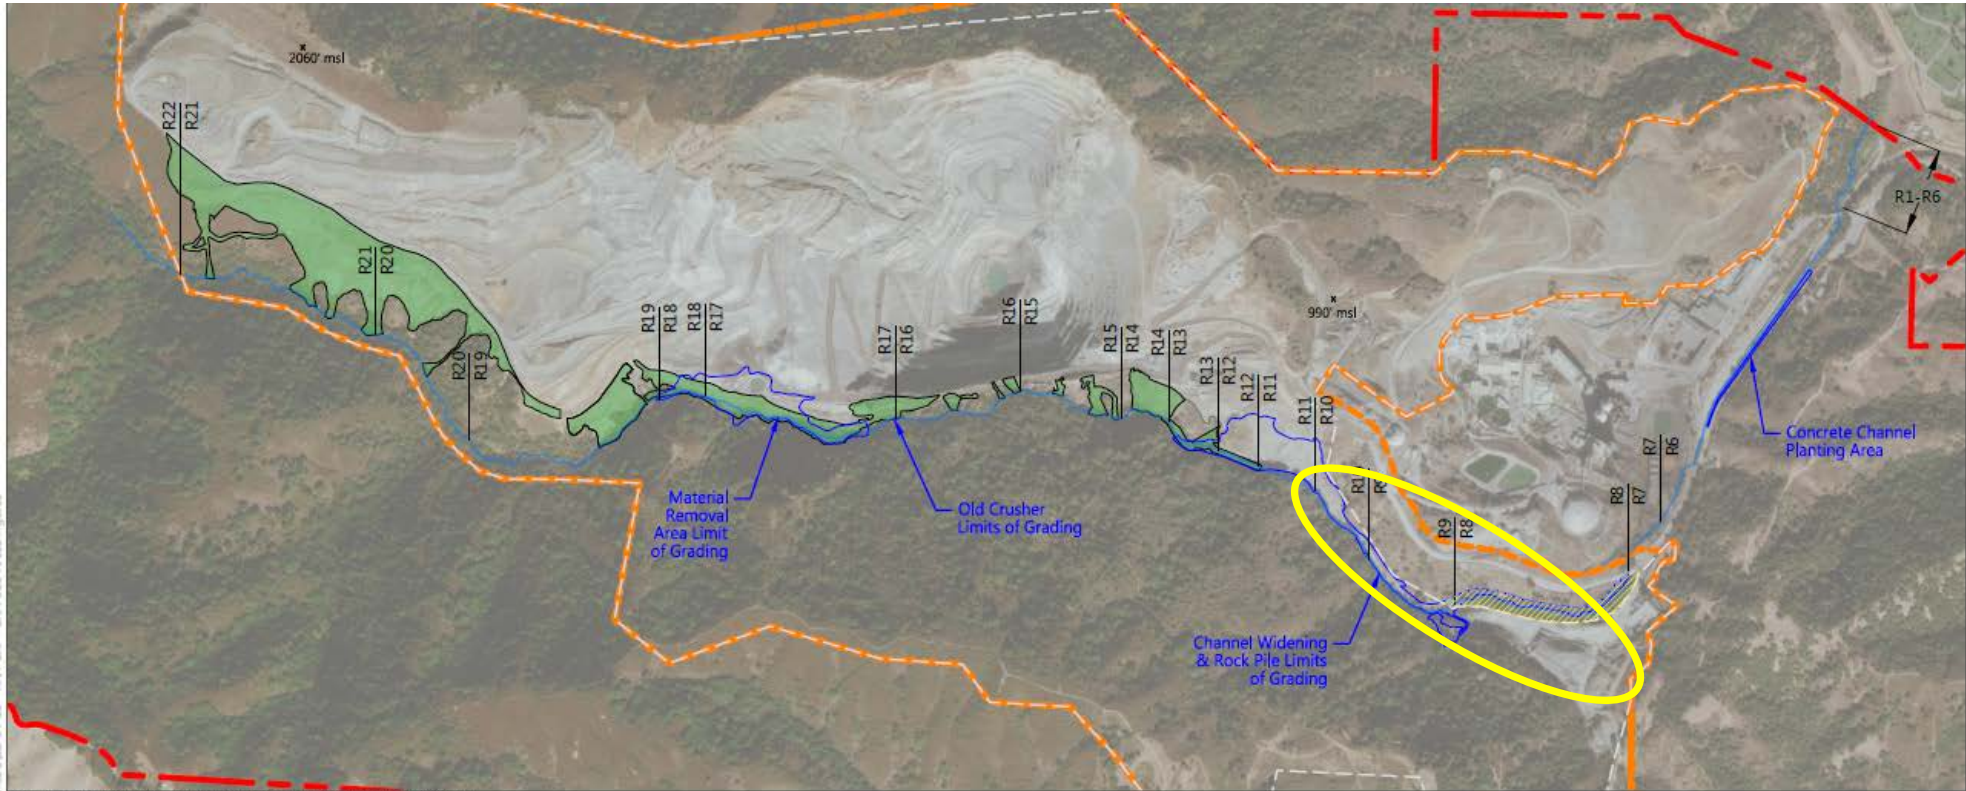 2060' msl
R22
R21
R1-R6
R21
R20
R19
R18
R18
R17
R16
R15
990' msl
R17
R16
R15
R14
R14
R13
R20
R19
R13
R12
R12
R11
R11
R10
Concrete Channel
Planting Area
R7
R6
Material
Removal
Area Limit
of Grading
Old Crusher
Limits of Grading
R8
R7
R9
R8
Channel Widening
& Rock Pile Limits
of Grading